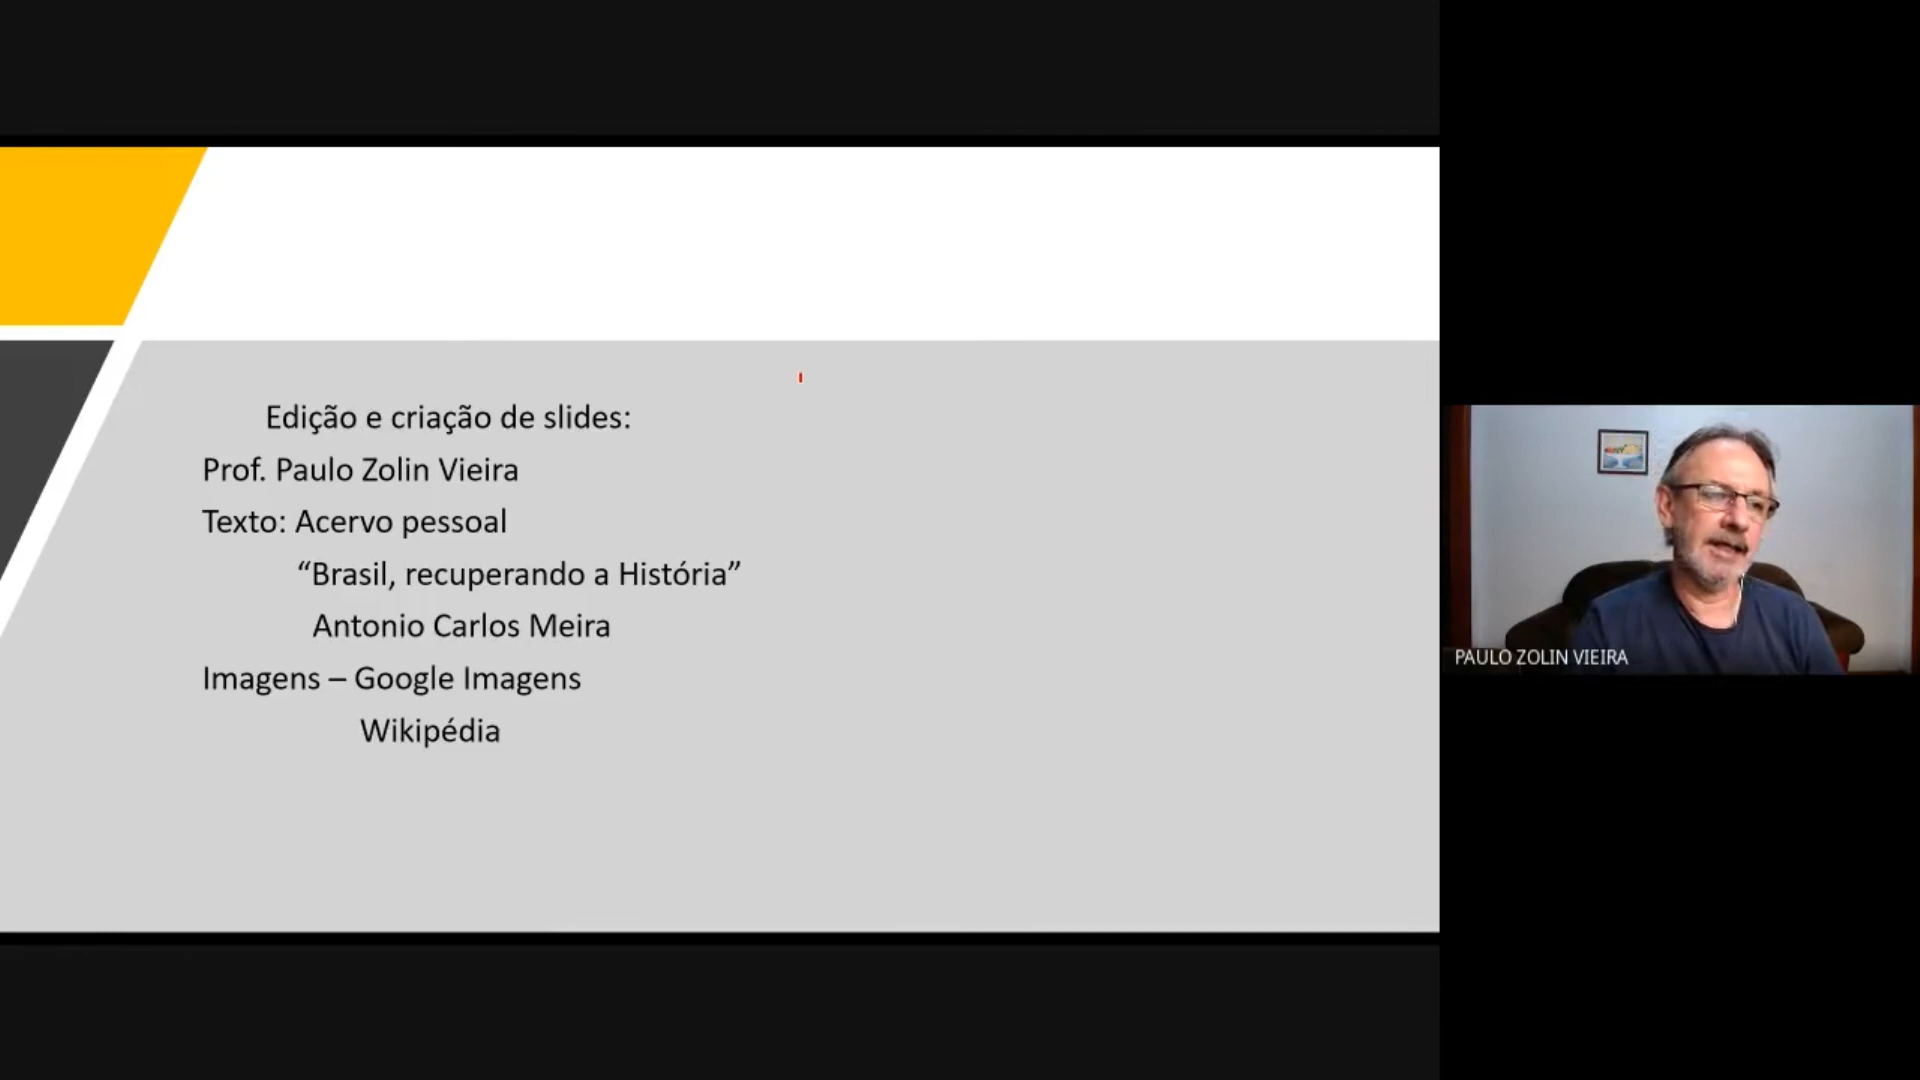 Edição e criação de slides:
Prof. Paulo Zolin Vieira
Texto: Acervo pessoal
“Brasil, recuperando a História”
Antonio Carlos Meira
Imagens – Google Imagens
Wikipédia
PAULO ZOLIN VIEIRA